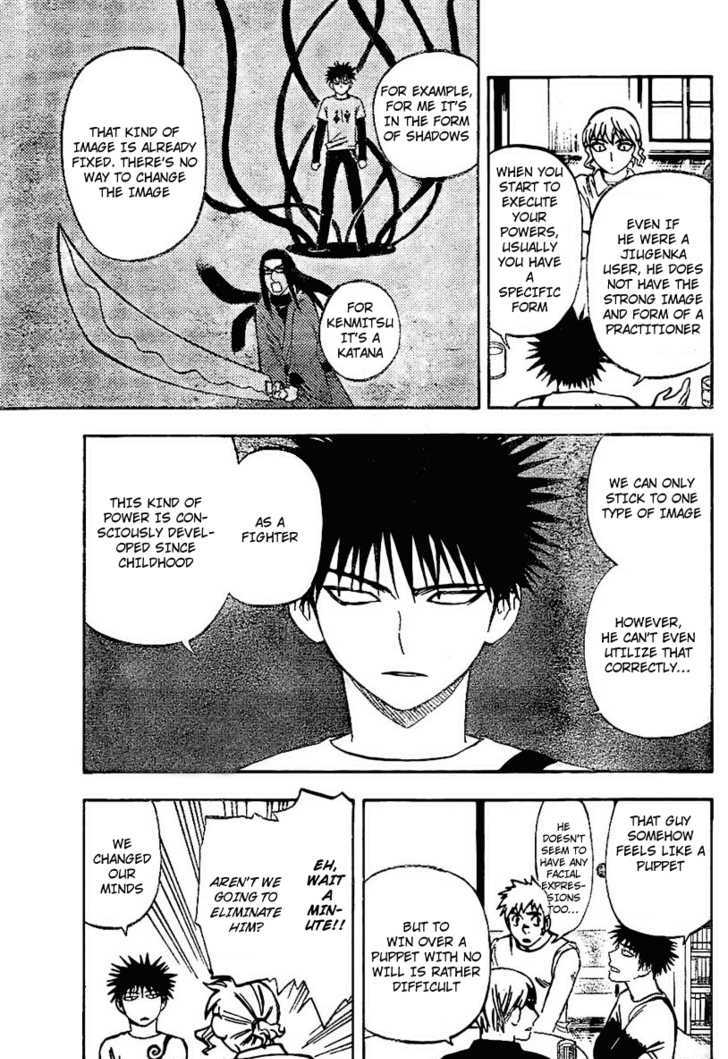 EVEN IF
HE WERE A
JIUGENKA
USER, HE DOES
NOT HAVE THE
STRONG IMAGE
AND FORM OF A
PRACTITIONER
WHEN YOU
START TO
EXECUTE
YOUR
POWERS,
USUALLY
YOU HAVE
A
SPECIFIC
FORM
FOR EXAMPLE,
FOR ME IT'S
IN THE FORM
OF SHADOWS
FOR
KENMITSU
IT'S A
KATANA
THAT KIND OF
IMAGE IS ALREADY
FIXED. THERE'S NO
WAY TO CHANGE
THE IMAGE
WE CAN ONLY
STICK TO ONE
TYPE OF IMAGE
HOWEVER,
HE CAN'T EVEN
UTILIZE THAT
CORRECTLY...
AS A
FIGHTER
THIS KIND OF
POWER IS CON-
SCIOUSLY DEVEL-
OPED SINCE
CHILDHOOD
THAT GUY
SOMEHOW
FEELS LIKE A
PUPPET
HE
DOESN'T
SEEM TO
HAVE ANY
FACIAL
EXPRES-
SIONS
TOO...
BUT TO
WIN OVER A
PUPPET WITH NO
WILL IS RATHER
DIFFICULT
EH,
WAIT
A
MIN-
UTE!!
AREN'T WE
GOING TO
ELIMINATE
HIM?
WE
CHANGED
OUR
MINDS